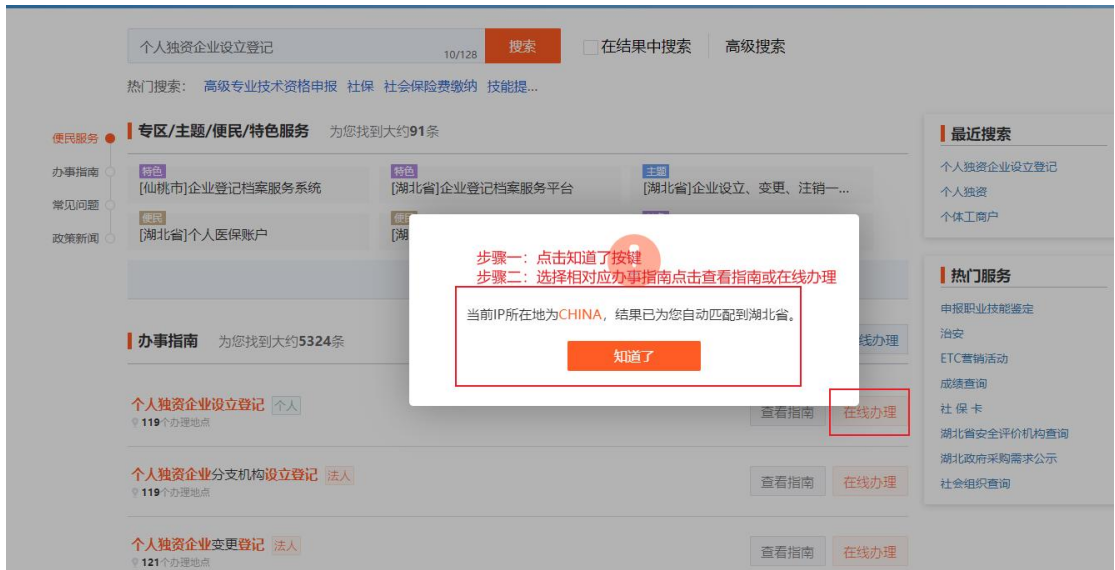 个人独资企业设立登记
10/128
搜索
在结果中搜索
高级搜索
热门搜索： 高级专业技术资格申报 社保 社会保险费缴纳 技能提...
便民服务
办事指南
常见问题
政策新闻
专区/主题/便民/特色服务 为您找到大约91条
特色
[仙桃市]企业登记档案服务系统
特色
[湖北省]企业登记档案服务平台
主题
[湖北省]企业设立、变更、注销一...
便民
[湖北省]个人医保账户
[湖
步骤一：点击知道了按键
步骤二：选择相对应办事指南点击查看指南或在线办理
当前IP所在地为CHINA，结果已为您自动匹配到湖北省。
知道了
办事指南 为您找到大约5324条
线办理
个人独资企业设立登记 个人
119个办理地点
查看指南
在线办理
个人独资企业分支机构设立登记 法人
119个办理地点
查看指南
在线办理
个人独资企业变更登记 法人
121个办理地点
查看指南
在线办理
最近搜索
个人独资企业设立登记
个人独资
个体工商户
热门服务
申报职业技能鉴定
治安
ETC营销活动
成绩查询
社 保 卡
湖北省安全评价机构查询
湖北政府采购需求公示
社会组织查询